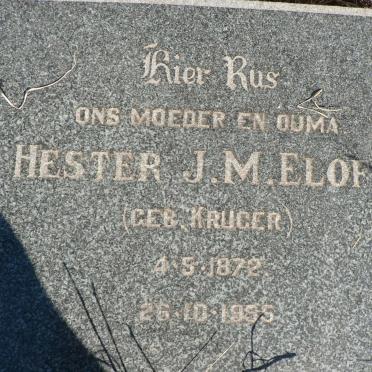 Hier Rus
ONS MOEDER EN OUMA
HESTER J.M. ELOF
(GEB. KRUGER)
4·5·1872
26·10·1955